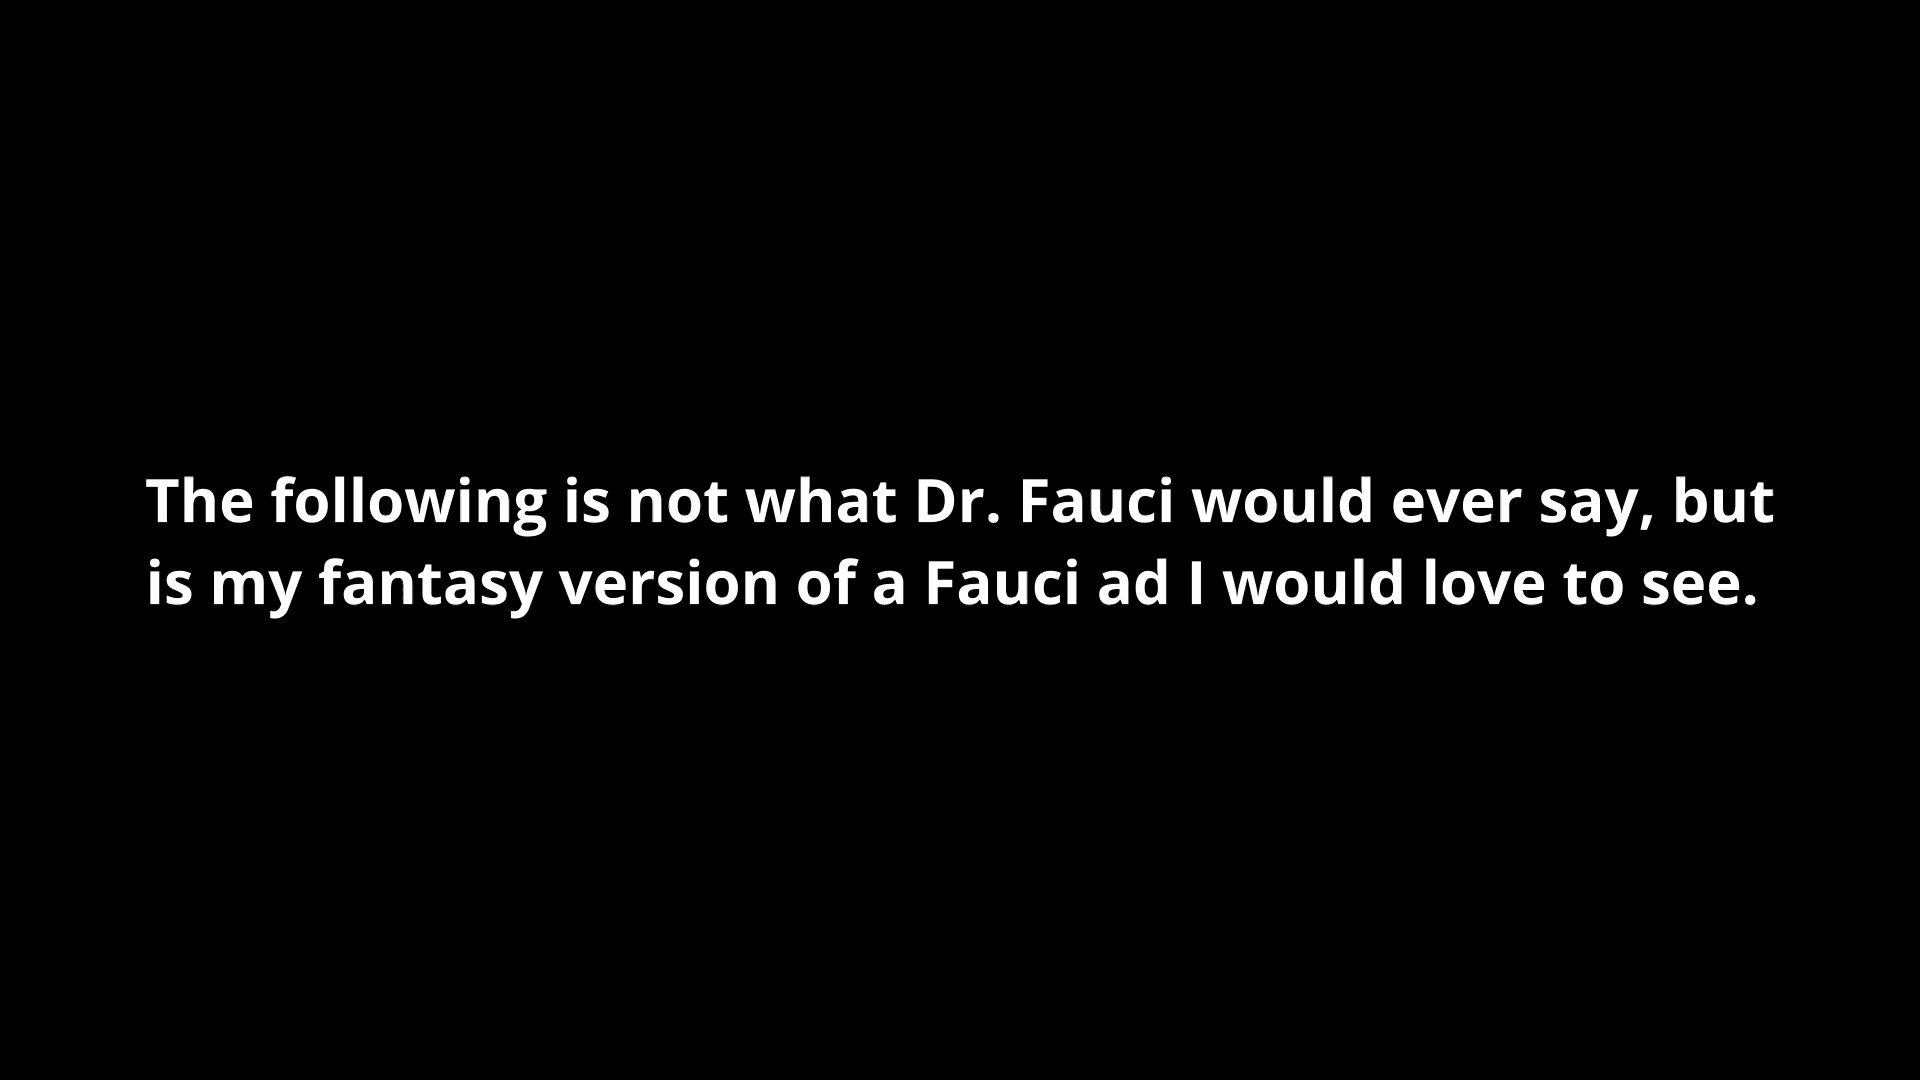 The following is not what Dr. Fauci would ever say, but
is my fantasy version of a Fauci ad I would love to see.